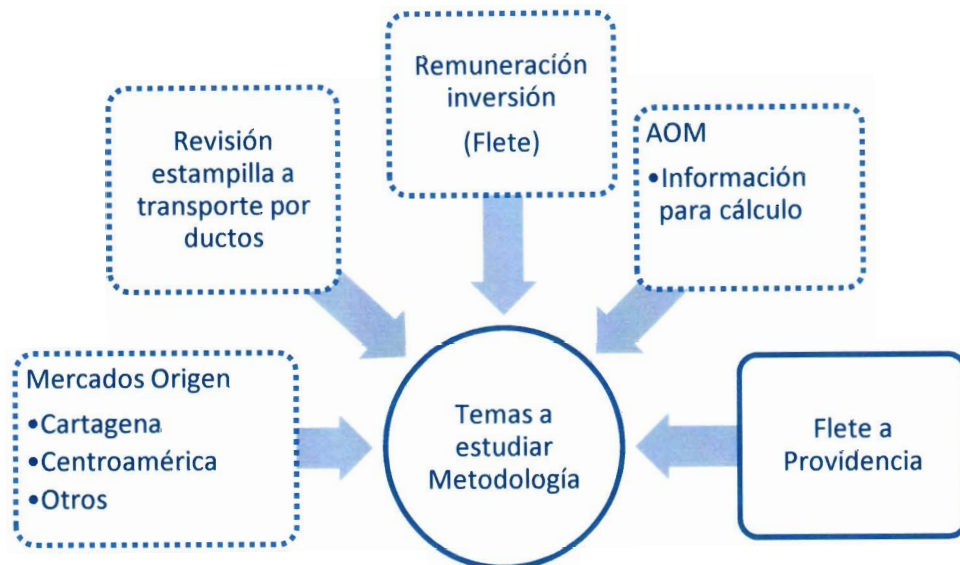 Remuneración
inversión
(Flete)
Revisión
estampilla a
transporte por
ductos
AOM
•Información
para cálculo
Mercados Origen
•Cartagena
•Centroamérica
•Otros
Temas a
estudiar
Metodología
Flete a
Providencia